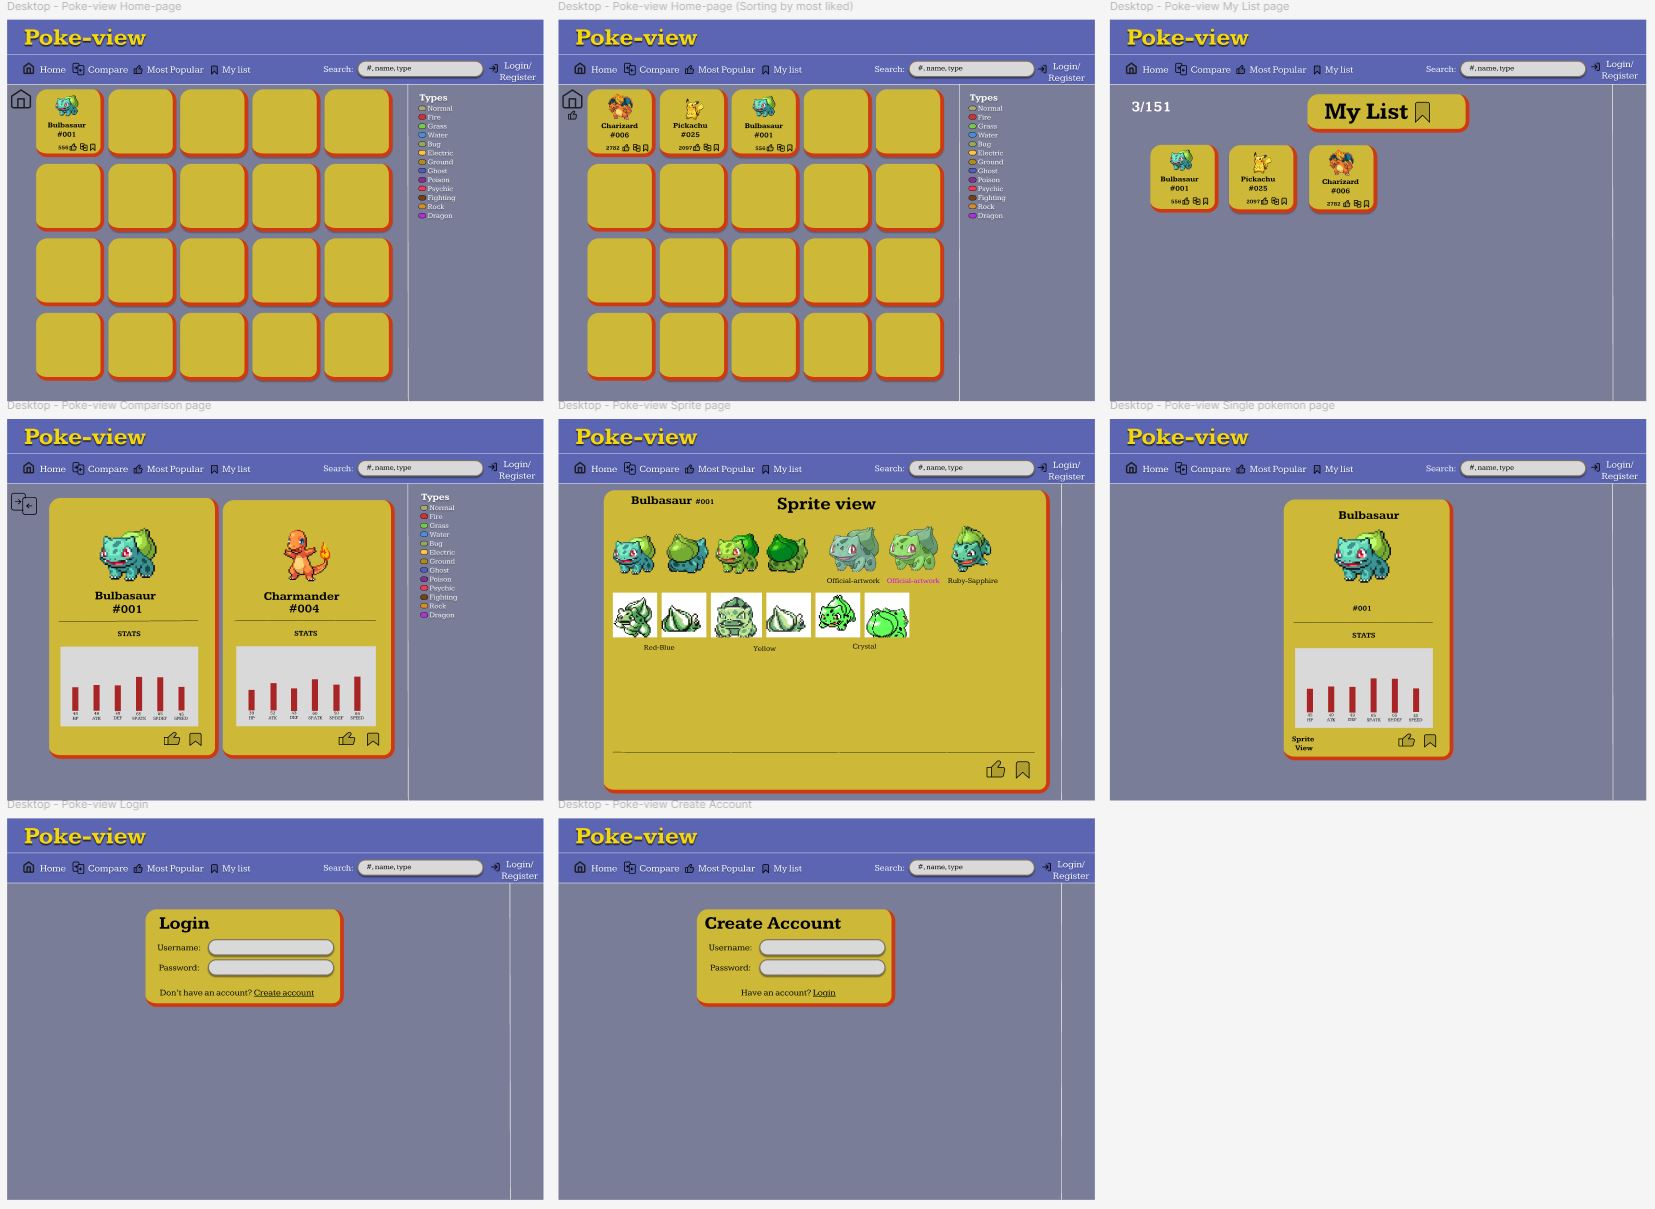 Desktop - Poke-view Home-page
Poke-view
Home Compare Most Popular My list Search: #, name, type Login/
Register
Bulbasaur
#001
556
Types
Normal
Fire
Grass
Water
Bug
Electric
Ground
Ghost
Poison
Psychic
Fighting
Rock
Dragon
Desktop - Poke-view Home-page (Sorting by most liked)
Poke-view
Home Compare Most Popular My list Search: #, name, type Login/
Register
Charizard
#006
2782
Pickachu
#025
2097
Bulbasaur
#001
556
Types
Normal
Fire
Grass
Water
Bug
Electric
Ground
Ghost
Poison
Psychic
Fighting
Rock
Dragon
Desktop - Poke-view My List page
Poke-view
Home Compare Most Popular My list Search: #, name, type Login/
Register
3/151
My List
Bulbasaur
#001
556
Pickachu
#025
2097
Charizard
#006
2782
Desktop - Poke-view Comparison page
Poke-view
Home Compare Most Popular My list Search: #, name, type Login/
Register
Bulbasaur
#001
STATS
HP ATK DEF SPATK SPDEF SPEED
Charmander
#004
STATS
HP ATK DEF SPATK SPDEF SPEED
Types
Normal
Fire
Grass
Water
Bug
Electric
Ground
Ghost
Poison
Psychic
Fighting
Rock
Dragon
Desktop - Poke-view Sprite page
Poke-view
Home Compare Most Popular My list Search: #, name, type Login/
Register
Bulbasaur #001
Sprite view
Official-artwork Official-artwork Ruby-Sapphire
Red-Blue Yellow Crystal
Desktop - Poke-view Single pokemon page
Poke-view
Home Compare Most Popular My list Search: #, name, type Login/
Register
Bulbasaur
#001
STATS
HP ATK DEF SPATK SPDEF SPEED
Sprite
View
Desktop - Poke-view Login
Poke-view
Home Compare Most Popular My list Search: #, name, type Login/
Register
Login
Username:
Password:
Don't have an account? Create account
Desktop - Poke-view Create Account
Poke-view
Home Compare Most Popular My list Search: #, name, type Login/
Register
Create Account
Username:
Password:
Have an account? Login